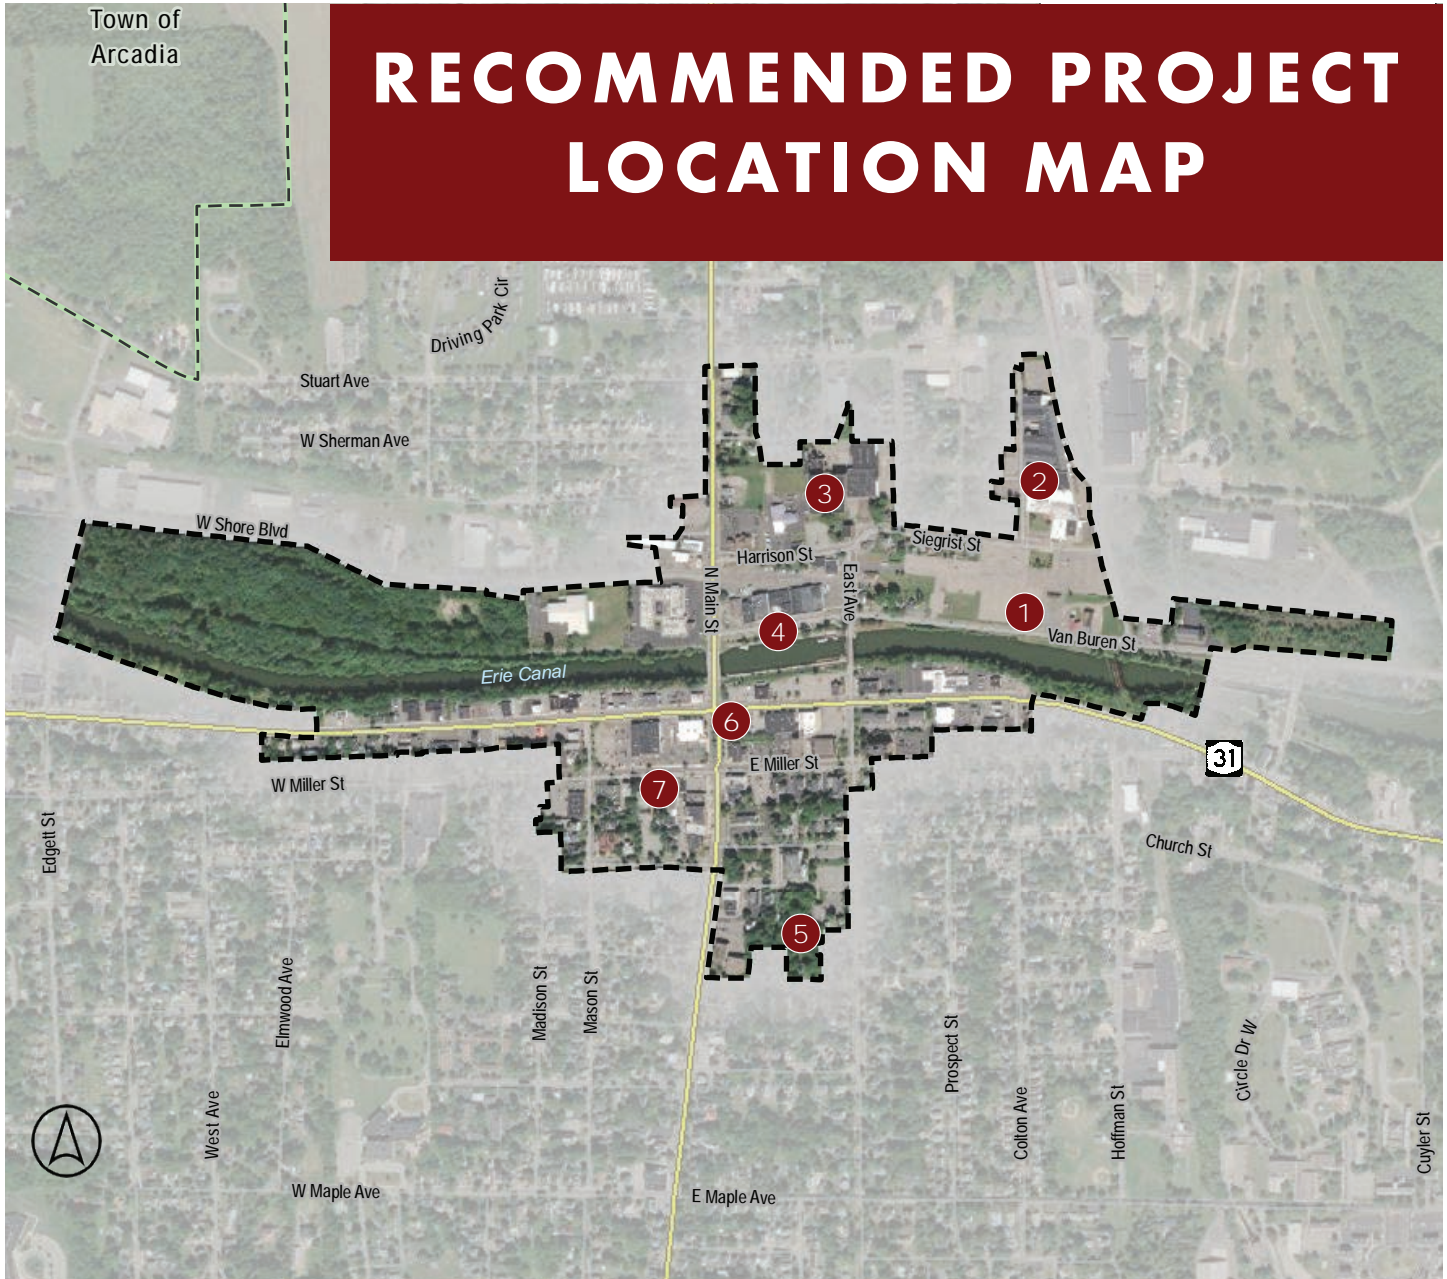 Town of
Arcadia
RECOMMENDED PROJECT
LOCATION MAP
Driving Park Cir
Stuart Ave
W Sherman Ave
2
3
W Shore Blvd
Siegrist St
Harrison St
N Main St
East Ave
1
4
Van Buren St
Erie Canal
6
31
E Miller St
W Miller St
7
Edgett St
Church St
5
Elmwood Ave
Madison St
Mason St
Prospect St
Circle Dr W
West Ave
Colton Ave
Hoffman St
Cuyler St
W Maple Ave
E Maple Ave